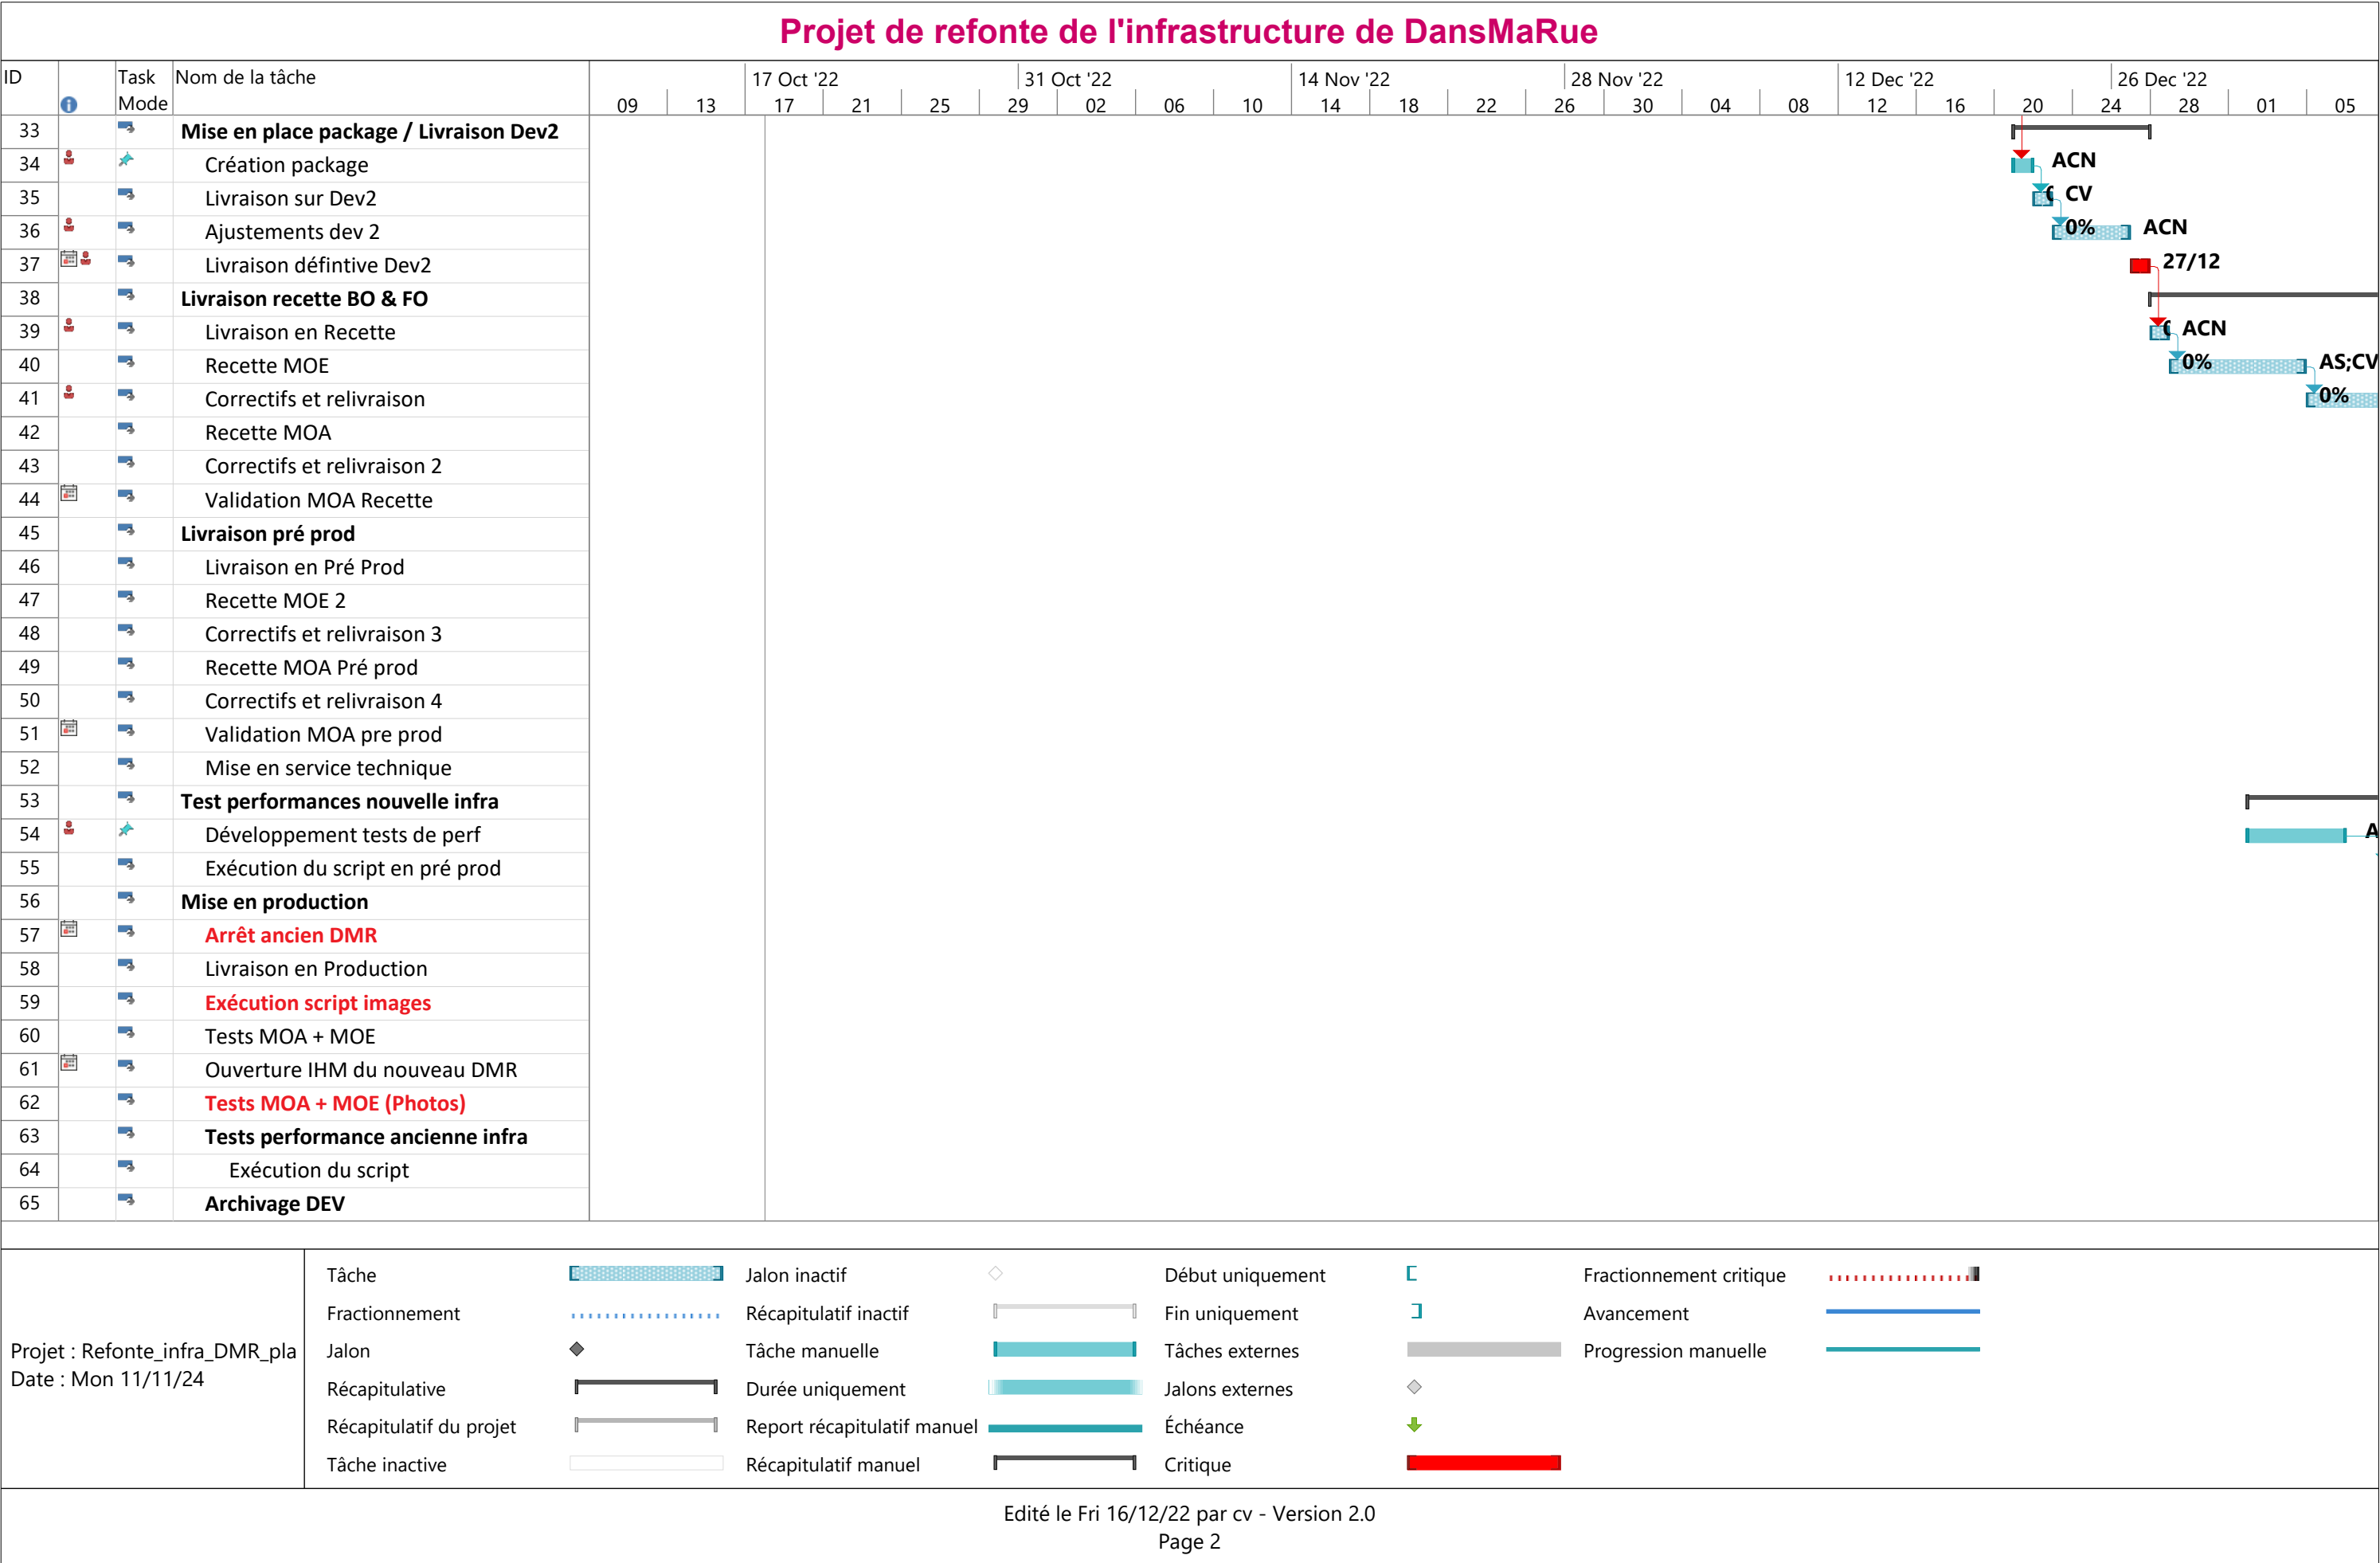 Projet de refonte de l'infrastructure de DansMaRue
ID Task Mode Nom de la tâche
17 Oct '22 31 Oct '22 14 Nov '22 28 Nov '22 12 Dec '22 26 Dec '22
09 13 17 21 25 29 02 06 10 14 18 22 26 30 04 08 12 16 20 24 28 01 05
33 Mise en place package / Livraison Dev2
34 Création package ACN
35 Livraison sur Dev2 CV
36 Ajustements dev 2 0% ACN
37 Livraison défintive Dev2 27/12
38 Livraison recette BO & FO
39 Livraison en Recette ACN
40 Recette MOE 0% AS;CV
41 Correctifs et relivraison 0%
42 Recette MOA
43 Correctifs et relivraison 2
44 Validation MOA Recette
45 Livraison pré prod
46 Livraison en Pré Prod
47 Recette MOE 2
48 Correctifs et relivraison 3
49 Recette MOA Pré prod
50 Correctifs et relivraison 4
51 Validation MOA pre prod
52 Mise en service technique
53 Test performances nouvelle infra
54 Développement tests de perf A
55 Exécution du script en pré prod
56 Mise en production
57 Arrêt ancien DMR
58 Livraison en Production
59 Exécution script images
60 Tests MOA + MOE
61 Ouverture IHM du nouveau DMR
62 Tests MOA + MOE (Photos)
63 Tests performance ancienne infra
64 Exécution du script
65 Archivage DEV
Projet : Refonte_infra_DMR_pla
Date : Mon 11/11/24
Tâche
Fractionnement
Jalon
Récapitulative
Récapitulatif du projet
Tâche inactive
Jalon inactif
Récapitulatif inactif
Tâche manuelle
Durée uniquement
Report récapitulatif manuel
Récapitulatif manuel
Début uniquement
Fin uniquement
Tâches externes
Jalons externes
Échéance
Critique
Fractionnement critique
Avancement
Progression manuelle
Edité le Fri 16/12/22 par cv - Version 2.0
Page 2